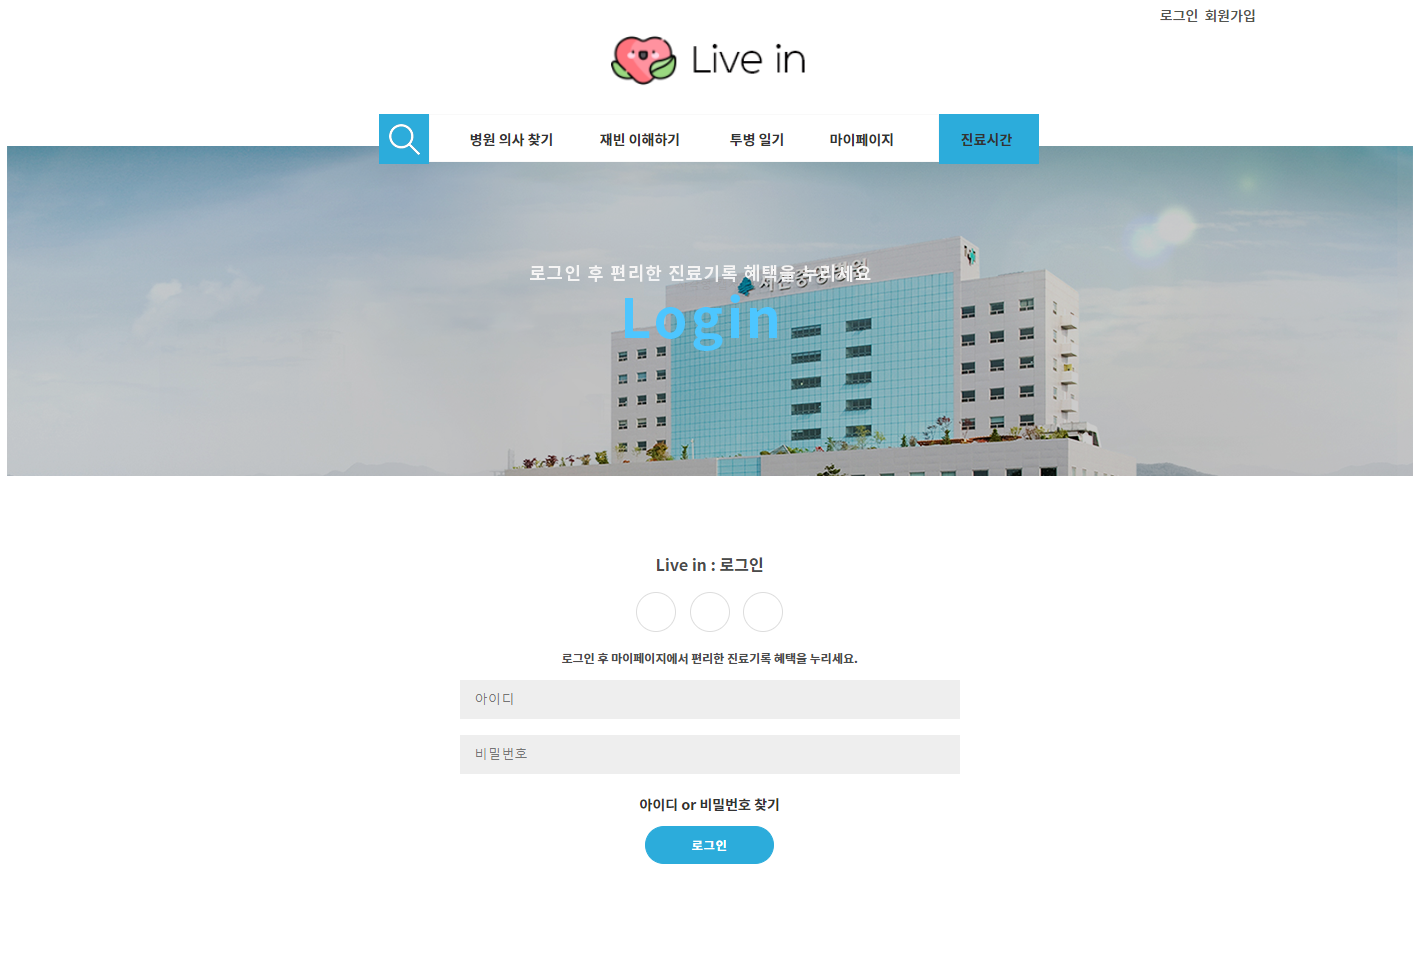 로그인 회원가입
Live in
병원 의사 찾기 재빈 이해하기 투병 일기 마이페이지 진료시간
로그인 후 편리한 진료기록 혜택을 누리세요
Login
Live in : 로그인
로그인 후 마이페이지에서 편리한 진료기록 혜택을 누리세요.
아이디
비밀번호
아이디 or 비밀번호 찾기
로그인